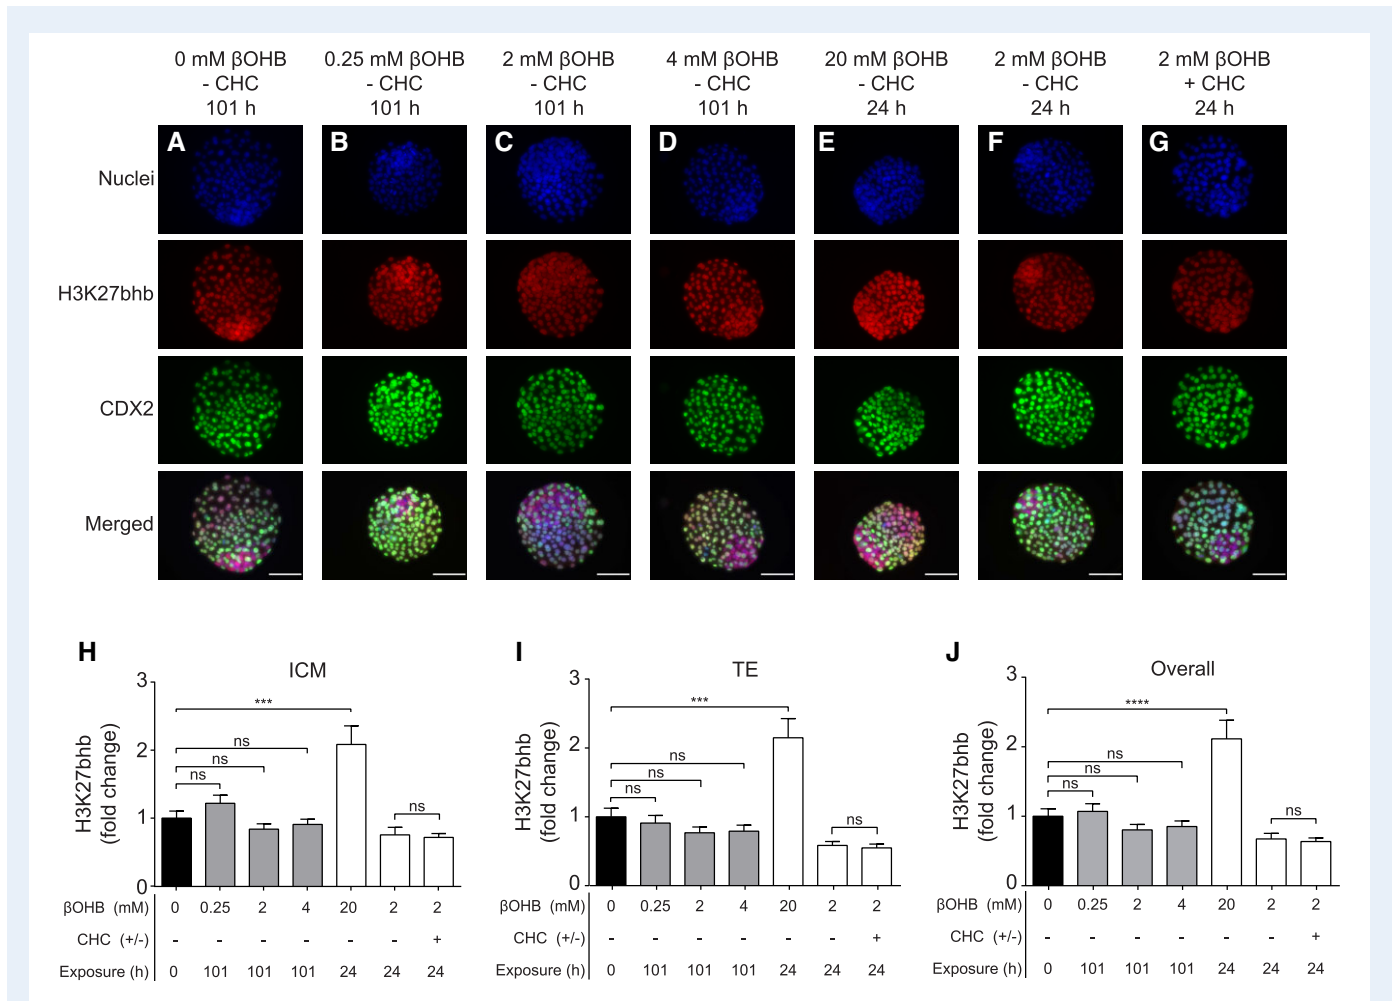 0 mM βOHB
- CHC
101 h
0.25 mM βOHB
- CHC
101 h
2 mM βOHB
- CHC
101 h
4 mM βOHB
- CHC
101 h
20 mM βOHB
- CHC
24 h
2 mM βOHB
- CHC
24 h
2 mM βOHB
+ CHC
24 h
A B C D E F G
Nuclei
H3K27bhb
CDX2
Merged
H
ICM
H3K27bhb
(fold change)
3
2
1
0
***
ns
ns
ns
ns
βOHB (mM) 0 0.25 2 4 20 2 2
CHC (+/-) - - - - - - +
Exposure (h) 0 101 101 101 24 24 24
I
TE
H3K27bhb
(fold change)
3
2
1
0
***
ns
ns
ns
ns
βOHB (mM) 0 0.25 2 4 20 2 2
CHC (+/-) - - - - - - +
Exposure (h) 0 101 101 101 24 24 24
J
Overall
H3K27bhb
(fold change)
3
2
1
0
****
ns
ns
ns
ns
βOHB (mM) 0 0.25 2 4 20 2 2
CHC (+/-) - - - - - - +
Exposure (h) 0 101 101 101 24 24 24